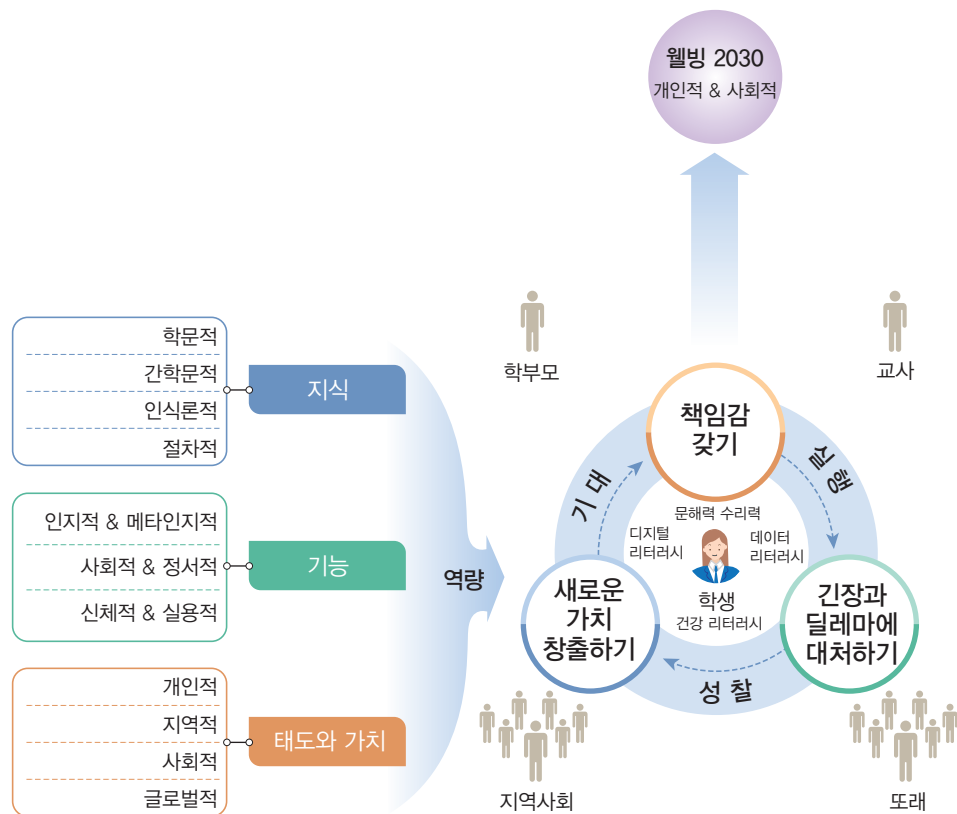 웰빙 2030
개인적 & 사회적
학부모
교사
학문적
간학문적
인식론적
절차적
지식
인지적 & 메타인지적
사회적 & 정서적
신체적 & 실용적
기능
개인적
지역적
사회적
글로벌적
태도와 가치
역량
책임감
갖기
기대
실행
문해력 수리력
디지털
리터러시
데이터
리터러시
학생
건강 리터러시
새로운
가치
창출하기
긴장과
딜레마에
대처하기
성찰
지역사회
또래